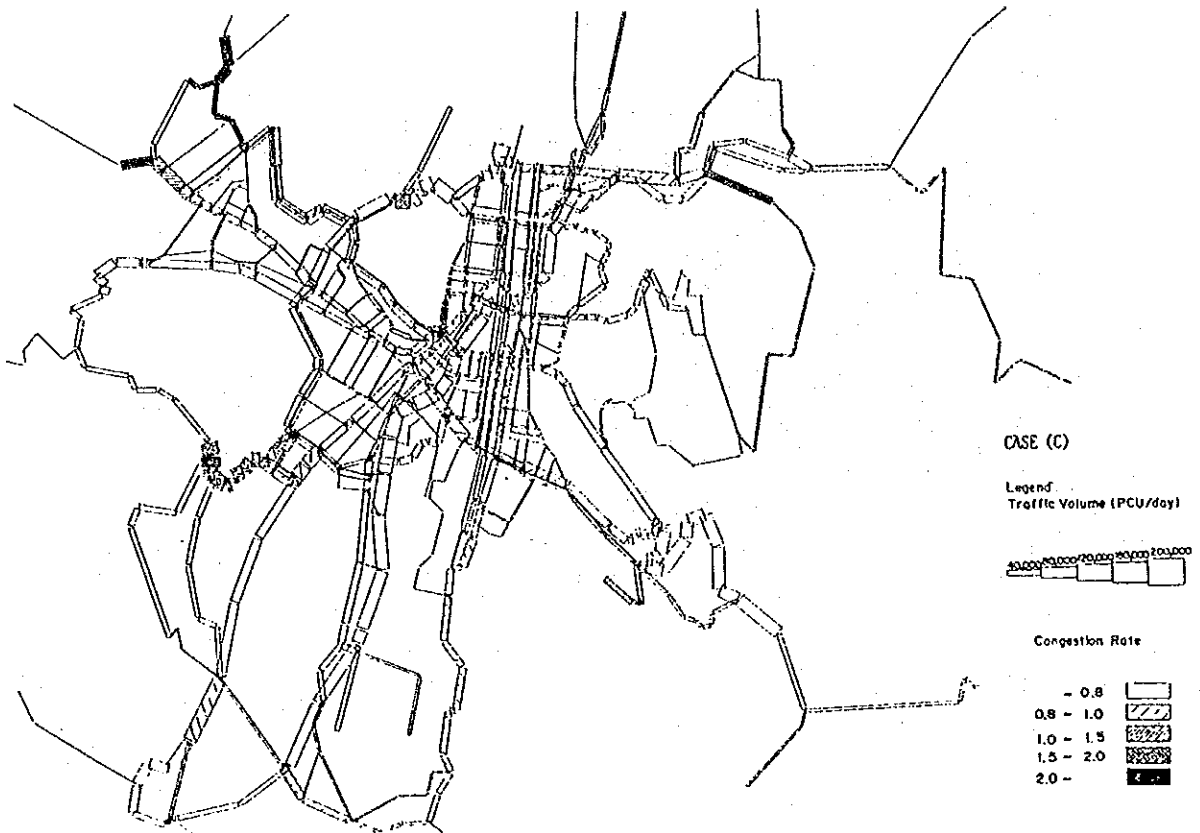 CASE (C)
Legend
Traffic Volume (PCU/day)
40,000 80,000 120,000 160,000 200,000
Congestion Rate
~ 0.8
0.8 ~ 1.0
1.0 ~ 1.5
1.5 ~ 2.0
2.0 ~